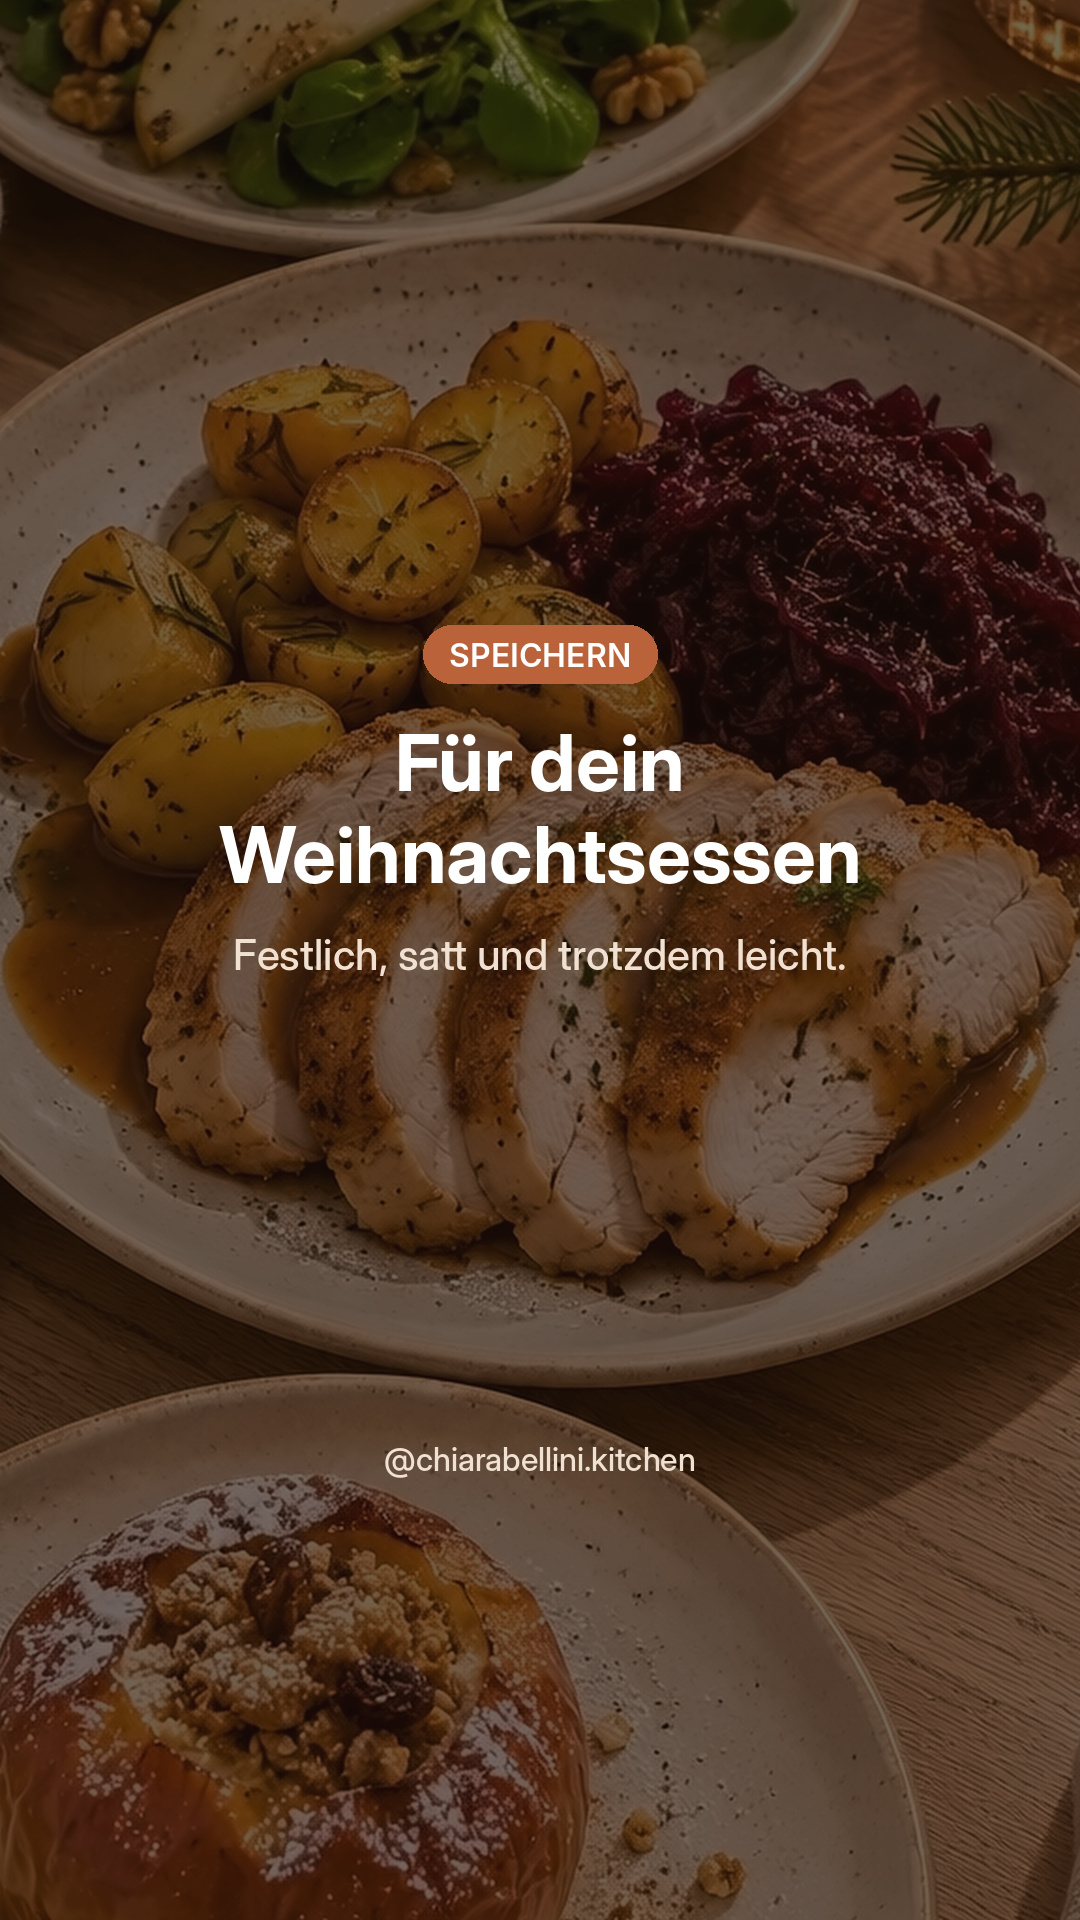 SPEICHERN
Für dein
Weihnachtsessen
Festlich, satt und trotzdem leicht.
@chiarabellini.kitchen